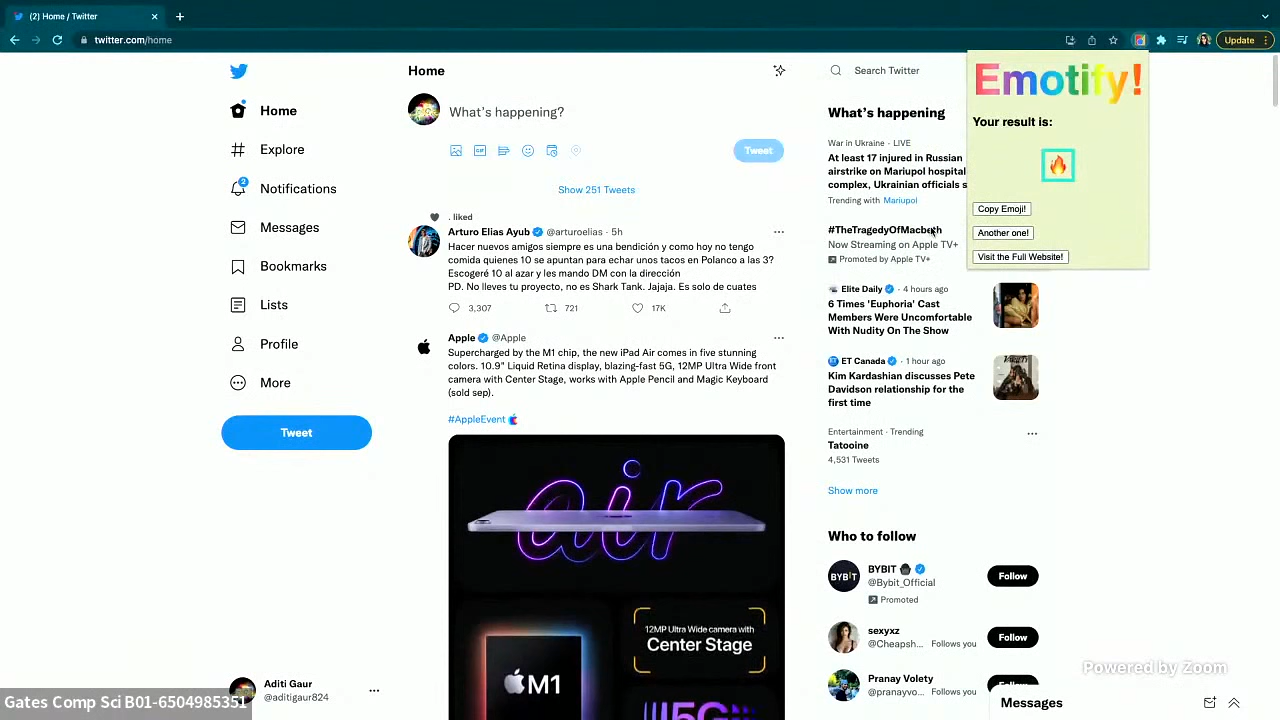 (2) Home / Twitter
twitter.com/home
Update
Home
Explore
Notifications
2
Messages
Bookmarks
Lists
Profile
More
Tweet
Aditi Gaur
@aditigaur824
Gates Comp Sci B01-6504985351
Home
What's happening?
Tweet
Show 251 Tweets
. liked
Arturo Elias Ayub @arturoelias · 5h
Hacer nuevos amigos siempre es una bendición y como hoy no tengo
comida quienes 10 se apuntan para echar unos tacos en Polanco a las 3?
Escogeré 10 al azar y les mando DM con la dirección
PD. No lleves tu proyecto, no es Shark Tank. Jajaja. Es solo de cuates
3,307 721 17K
Apple @Apple
Supercharged by the M1 chip, the new iPad Air comes in five stunning
colors. 10.9" Liquid Retina display, blazing-fast 5G, 12MP Ultra Wide front
camera with Center Stage, works with Apple Pencil and Magic Keyboard
(sold sep).
#AppleEvent
air
12MP Ultra Wide camera with
Center Stage
M1
5G
Search Twitter
What's happening
War in Ukraine · LIVE
At least 17 injured in Russian
airstrike on Mariupol hospital
complex, Ukrainian officials s
Trending with Mariupol
#TheTragedyOfMacbeth
Now Streaming on Apple TV+
Promoted by Apple TV+
Elite Daily · 4 hours ago
6 Times 'Euphoria' Cast
Members Were Uncomfortable
With Nudity On The Show
ET Canada · 1 hour ago
Kim Kardashian discusses Pete
Davidson relationship for the
first time
VARIETY
Entertainment · Trending
Tatooine
4,531 Tweets
Show more
Who to follow
BYBIT
BYBIT
@Bybit_Official
Promoted
Follow
sexyxz
@Cheapsh... Follows you
Follow
Pranay Volety
@pranayvo... Follows you
Follow
Messages
Emotify!
Your result is:
Copy Emoji!
Another one!
Visit the Full Website!
Powered by Zoom